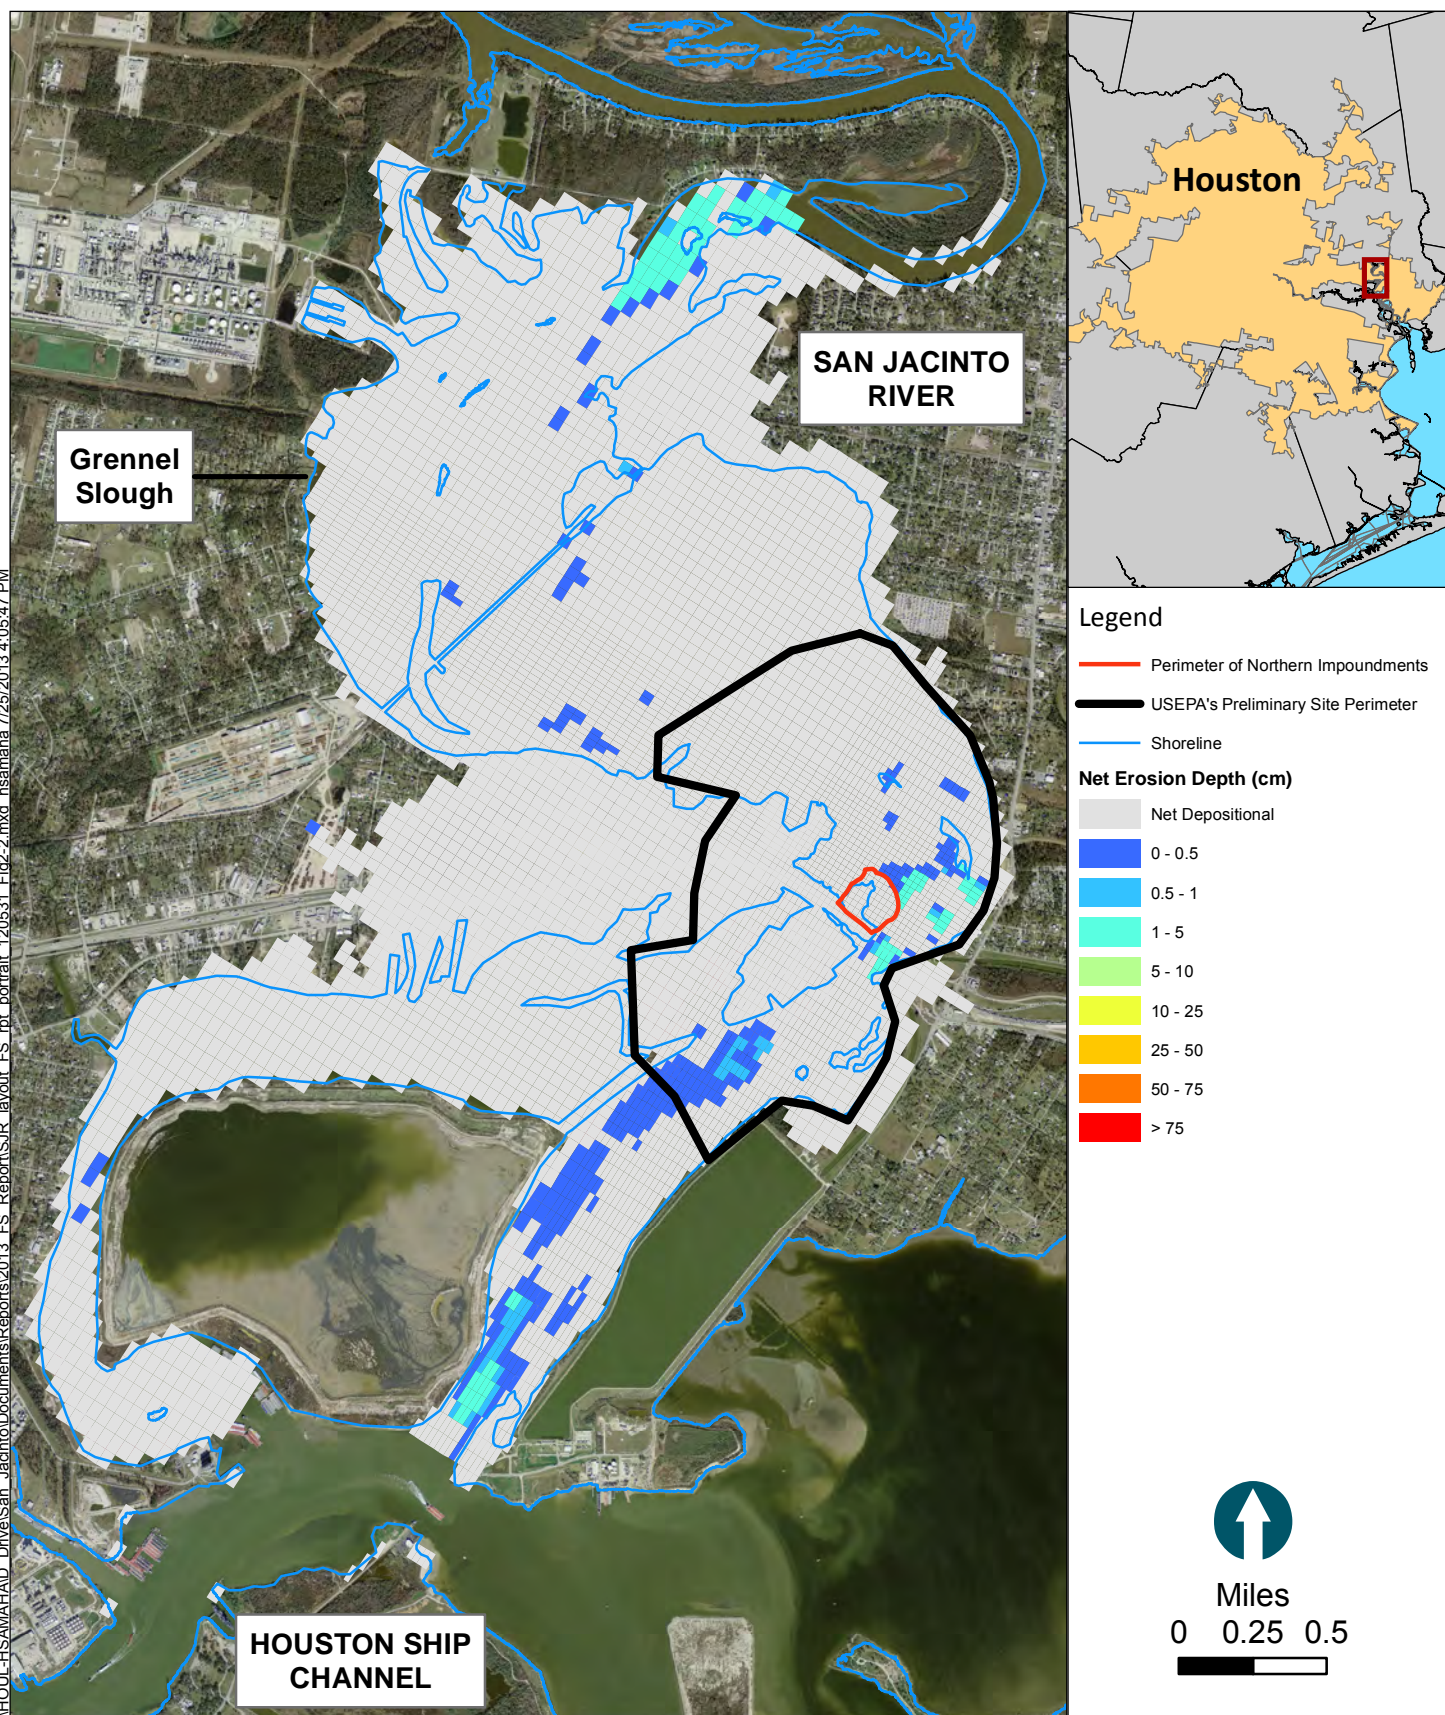 Houston
SAN JACINTO
RIVER
Grennel
Slough
HOUSTON SHIP
CHANNEL
Legend
Perimeter of Northern Impoundments
USEPA's Preliminary Site Perimeter
Shoreline
Net Erosion Depth (cm)
Net Depositional
0 - 0.5
0.5 - 1
1 - 5
5 - 10
10 - 25
25 - 50
50 - 75
> 75
Miles
0 0.25 0.5